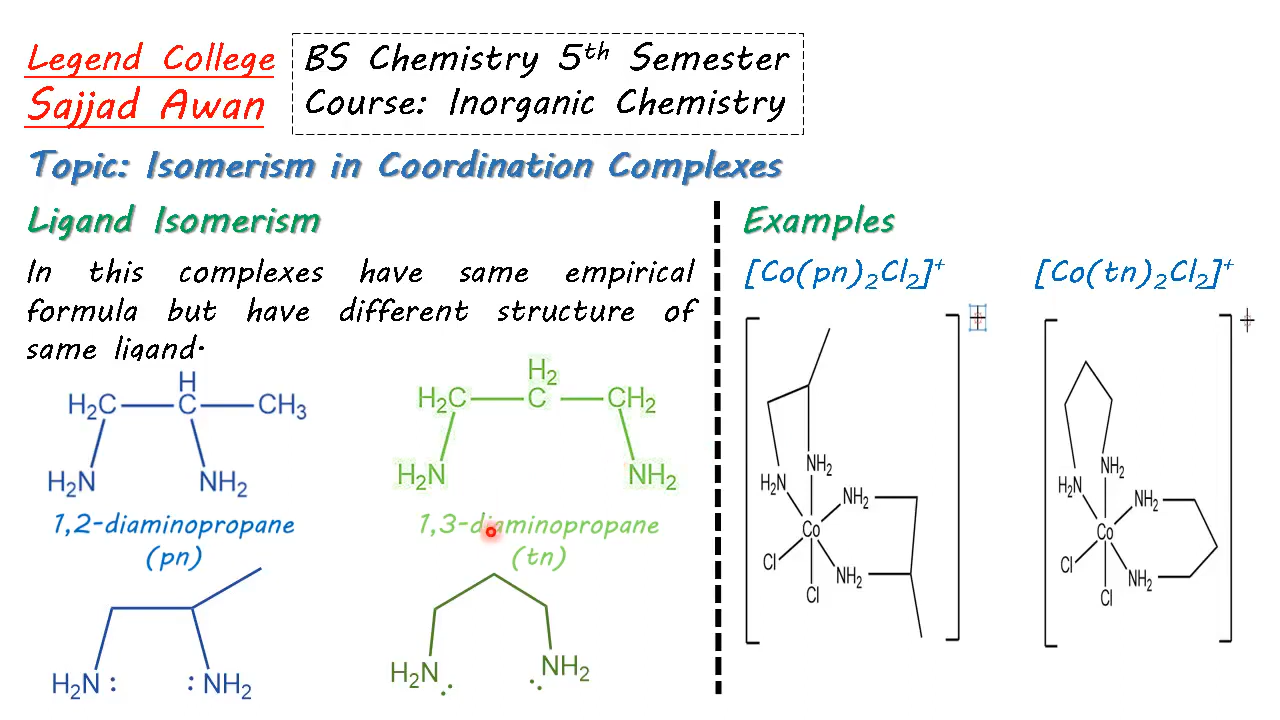 Legend College
Sajjad Awan
BS Chemistry 5th Semester
Course: Inorganic Chemistry
Topic: Isomerism in Coordination Complexes
Ligand Isomerism
In this complexes have same empirical
formula but have different structure of
same ligand.
H
H₂C C CH₃
H₂N NH₂
1,2-diaminopropane
(pn)
H₂N : : NH₂
H₂
H₂C C CH₂
H₂N NH₂
1,3-diaminopropane
(tn)
H₂N NH₂
Examples
[Co(pn)₂Cl₂]⁺
[Co(tn)₂Cl₂]⁺
+
NH₂
H₂N
NH₂
Co
Cl
NH₂
Cl
+
NH₂
H₂N
NH₂
Co
Cl
NH₂
Cl